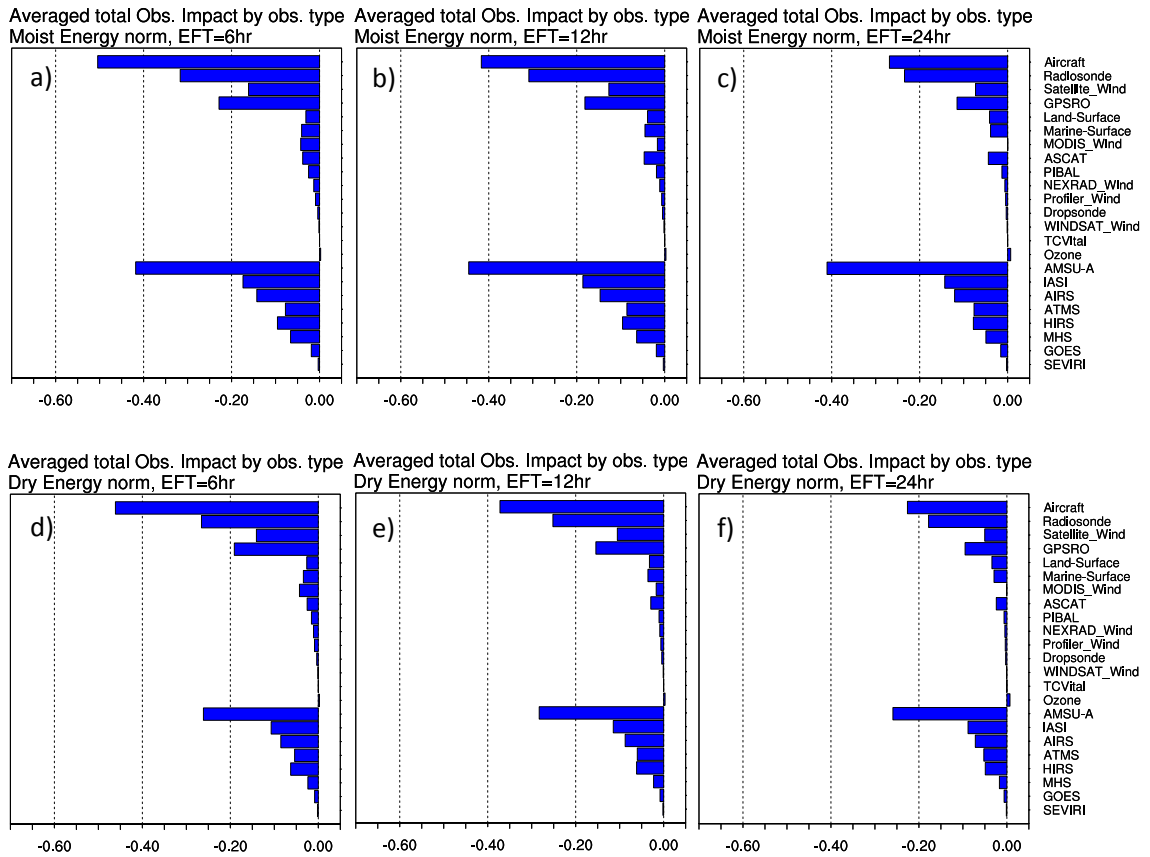 Averaged total Obs. Impact by obs. type
Moist Energy norm, EFT=6hr
a)
-0.60 -0.40 -0.20 0.00
Averaged total Obs. Impact by obs. type
Moist Energy norm, EFT=12hr
b)
-0.60 -0.40 -0.20 0.00
Averaged total Obs. Impact by obs. type
Moist Energy norm, EFT=24hr
c)
Aircraft
Radiosonde
Satellite_Wind
GPSRO
Land-Surface
Marine-Surface
MODIS_Wind
ASCAT
PIBAL
NEXRAD_Wind
Profiler_Wind
Dropsonde
WINDSAT_Wind
TCVital
Ozone
AMSU-A
IASI
AIRS
ATMS
HIRS
MHS
GOES
SEVIRI
-0.60 -0.40 -0.20 0.00
Averaged total Obs. Impact by obs. type
Dry Energy norm, EFT=6hr
d)
-0.60 -0.40 -0.20 0.00
Averaged total Obs. Impact by obs. type
Dry Energy norm, EFT=12hr
e)
-0.60 -0.40 -0.20 0.00
Averaged total Obs. Impact by obs. type
Dry Energy norm, EFT=24hr
f)
Aircraft
Radiosonde
Satellite_Wind
GPSRO
Land-Surface
Marine-Surface
MODIS_Wind
ASCAT
PIBAL
NEXRAD_Wind
Profiler_Wind
Dropsonde
WINDSAT_Wind
TCVital
Ozone
AMSU-A
IASI
AIRS
ATMS
HIRS
MHS
GOES
SEVIRI
-0.60 -0.40 -0.20 0.00